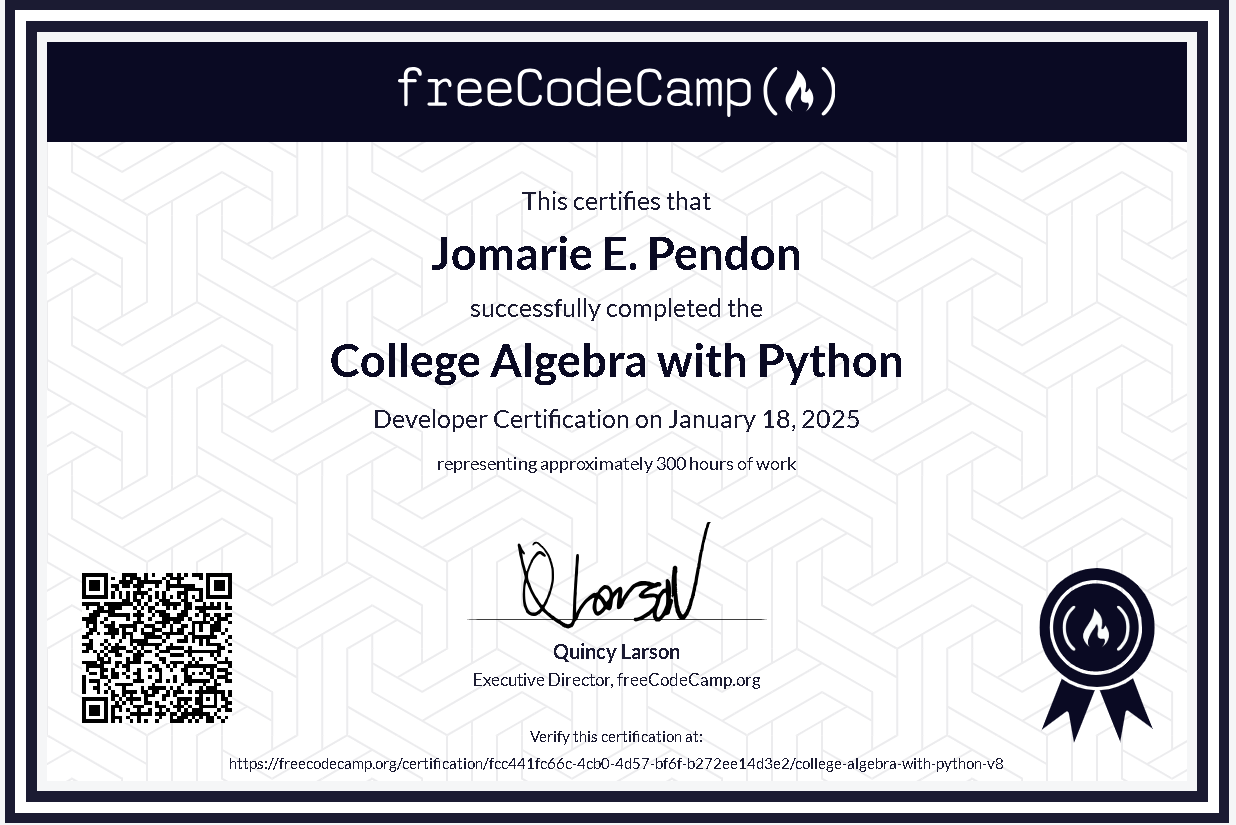 freeCodeCamp
This certifies that
Jomarie E. Pendon
successfully completed the
College Algebra with Python
Developer Certification on January 18, 2025
representing approximately 300 hours of work
Q Larson
Quincy Larson
Executive Director, freeCodeCamp.org
Verify this certification at:
https://freecodecamp.org/certification/fcc441fc66c-4cb0-4d57-bf6f-b272ee14d3e2/college-algebra-with-python-v8